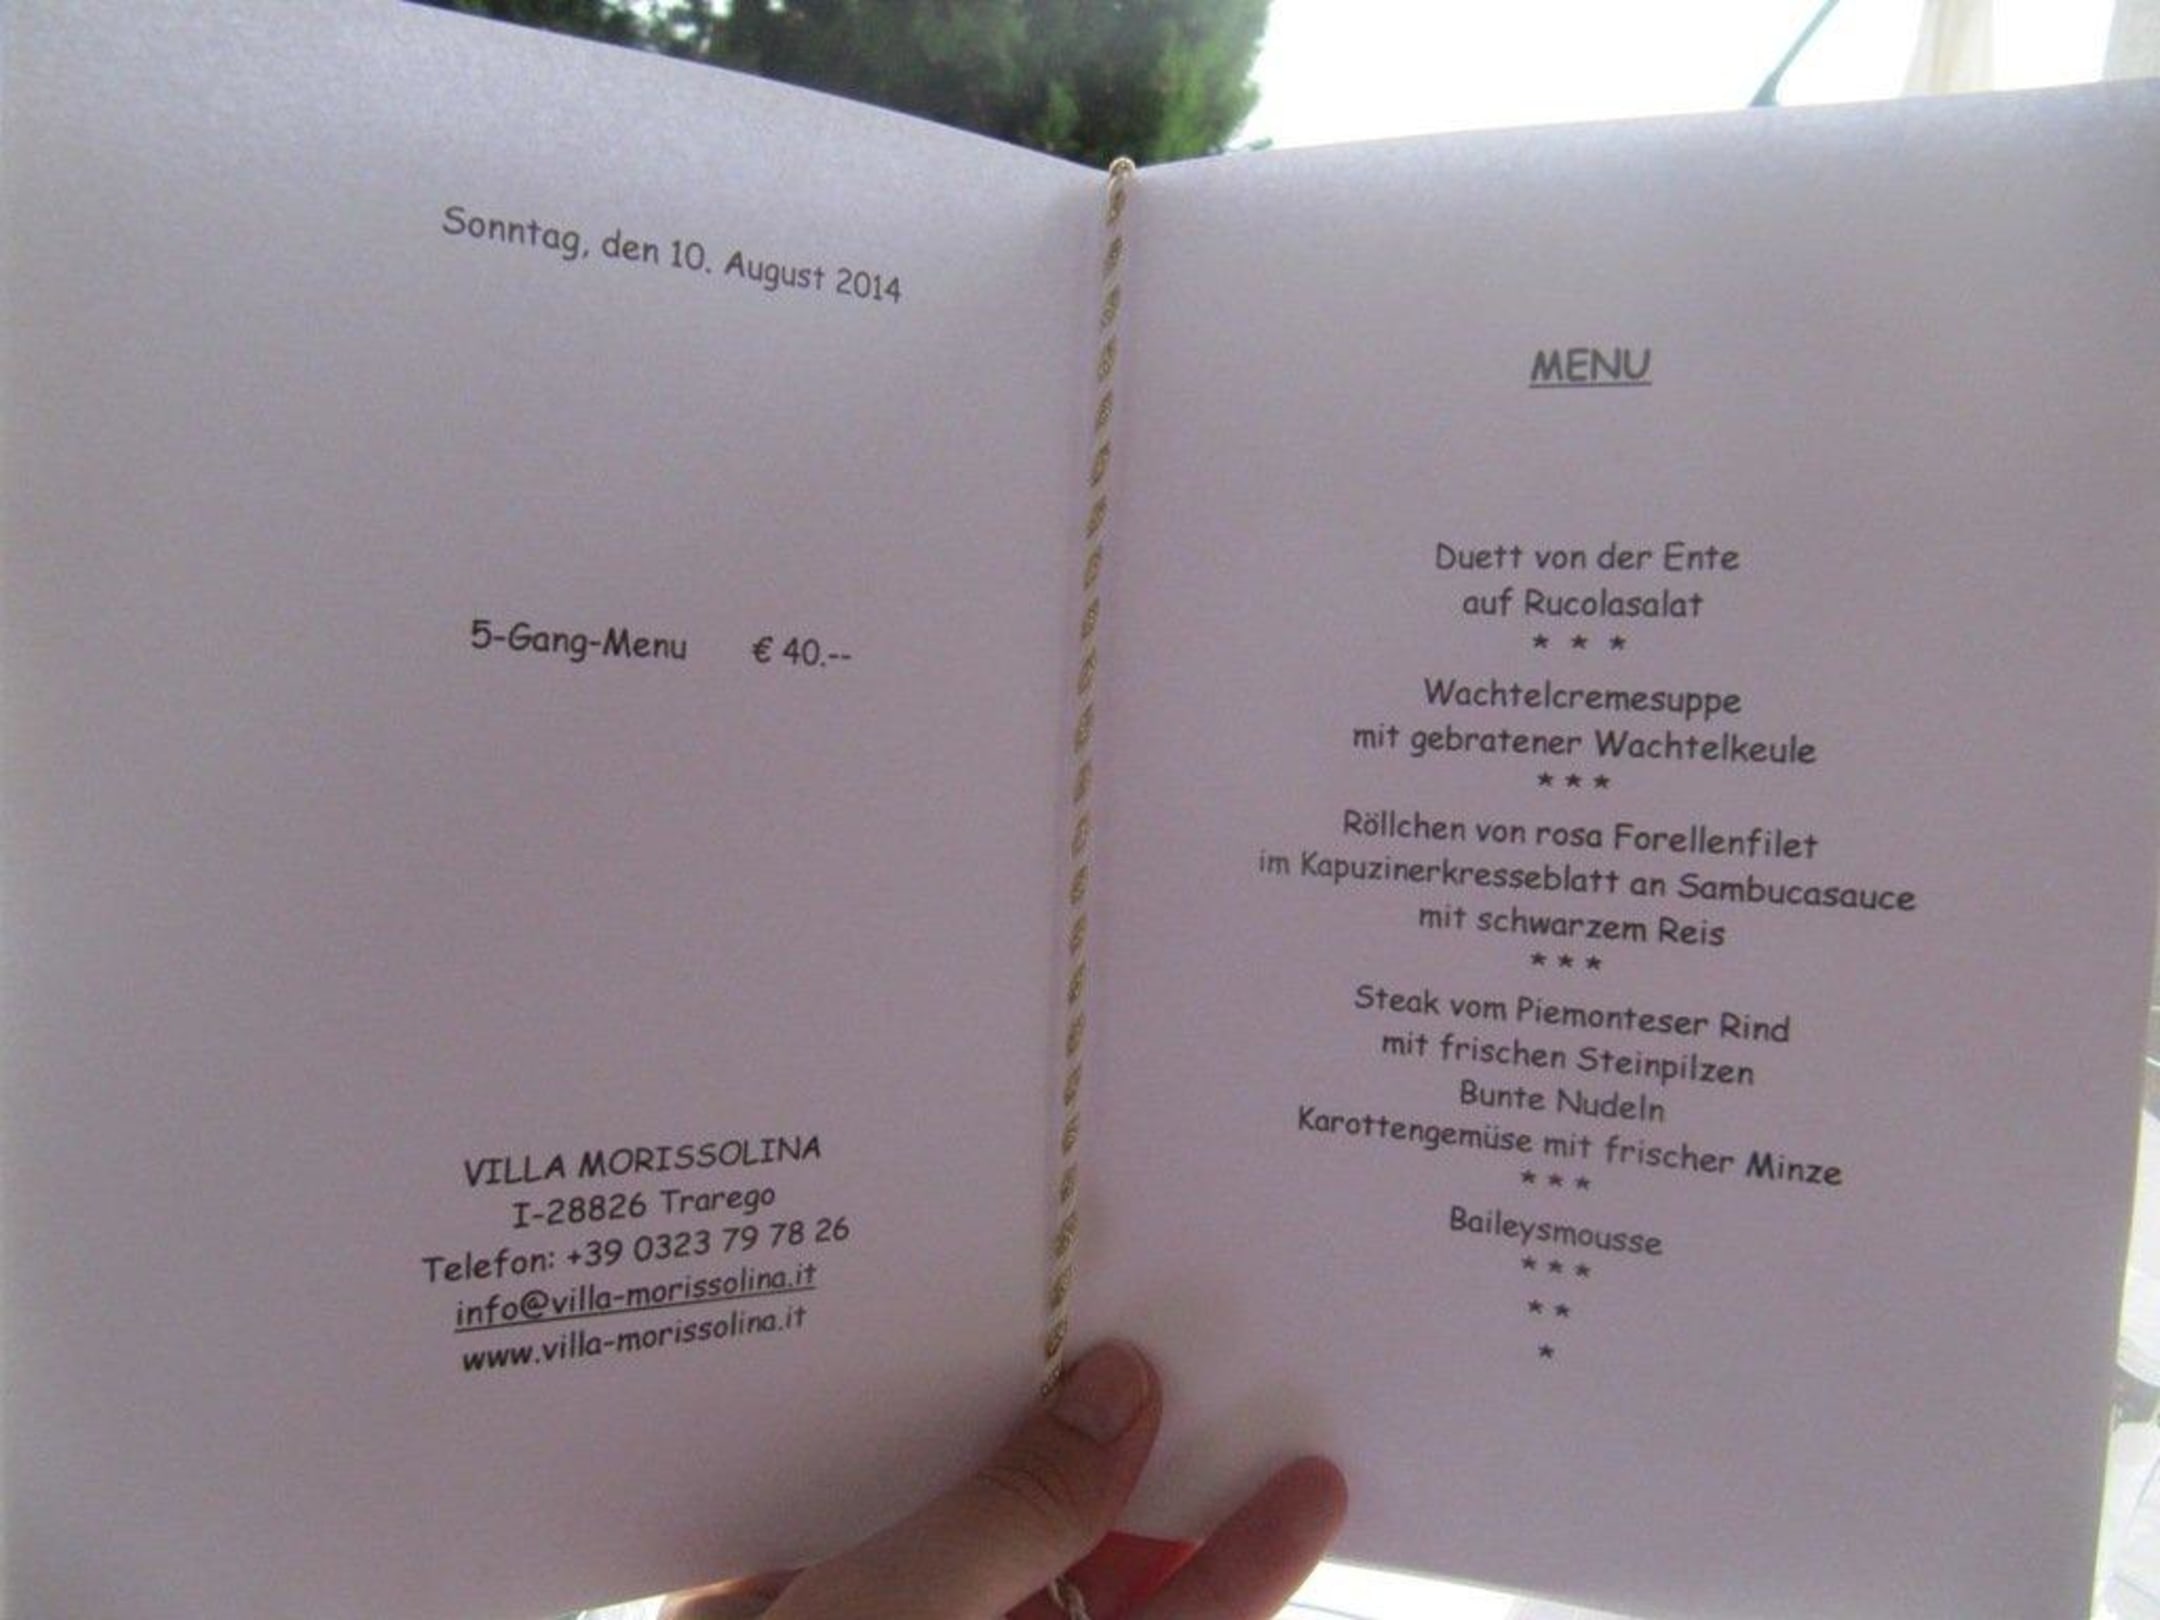 Sonntag, den 10. August 2014
5-Gang-Menu € 40.--
VILLA MORISSOLINA
I-28826 Trarego
Telefon: +39 0323 79 78 26
info@villa-morissolina.it
www.villa-morissolina.it
MENU
Duett von der Ente
auf Rucolasalat
* * *
Wachtelcremesuppe
mit gebratener Wachtelkeule
* * *
Röllchen von rosa Forellenfilet
im Kapuzinerkresseblatt an Sambucasauce
mit schwarzem Reis
* * *
Steak vom Piemonteser Rind
mit frischen Steinpilzen
Bunte Nudeln
Karottengemüse mit frischer Minze
* * *
Baileysmousse
* * *
* *
*